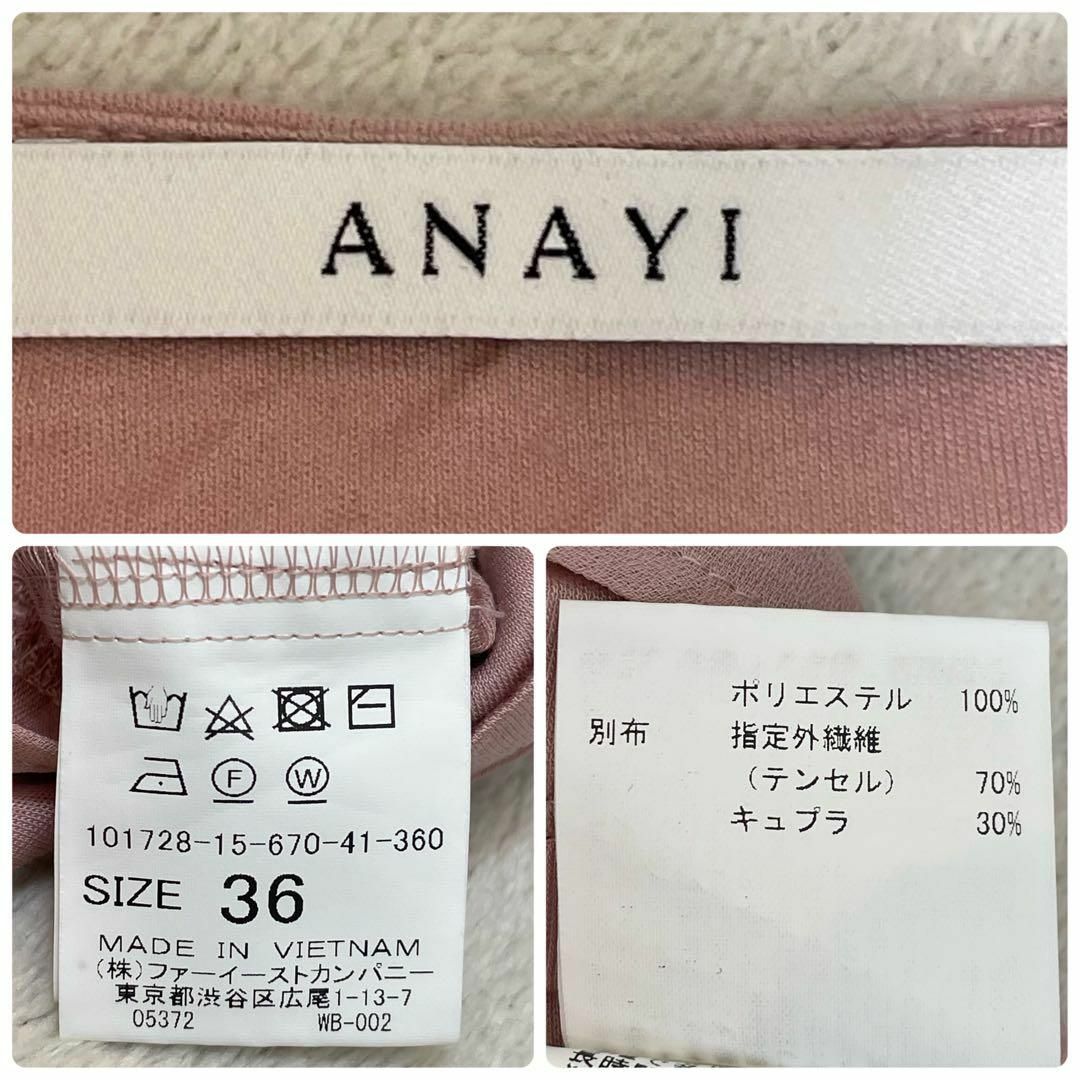 ANAYI
F W
101728-15-670-41-360
SIZE 36
MADE IN VIETNAM
(株)ファーイーストカンパニー
東京都渋谷区広尾1-13-7
05372 WB-002
ポリエステル 100%
別布 指定外繊維
(テンセル) 70%
キュプラ 30%